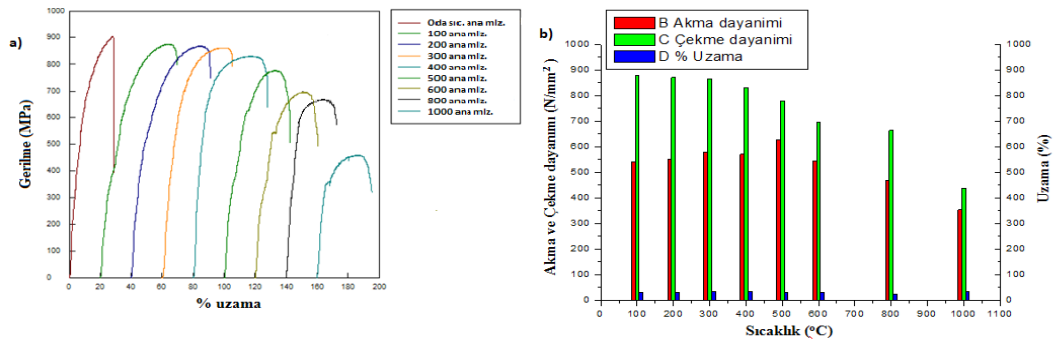 a)
Gerilme (MPa)
1000
900
800
700
600
500
400
300
200
100
0
0 20 40 60 80 100 120 140 160 180 200
% uzama
Oda sıc. ana mlz.
100 ana mlz.
200 ana mlz.
300 ana mlz.
400 ana mlz.
500 ana mlz.
600 ana mlz.
800 ana mlz.
1000 ana mlz.
b)
B Akma dayanimi
C Çekme dayanimi
D % Uzama
Akma ve Çekme dayanımı (N/mm²)
1000
900
800
700
600
500
400
300
200
100
0
0 100 200 300 400 500 600 700 800 900 1000 1100
Sıcaklık (°C)
1000
900
800
700
600
500
400
300
200
100
0
Uzama (%)